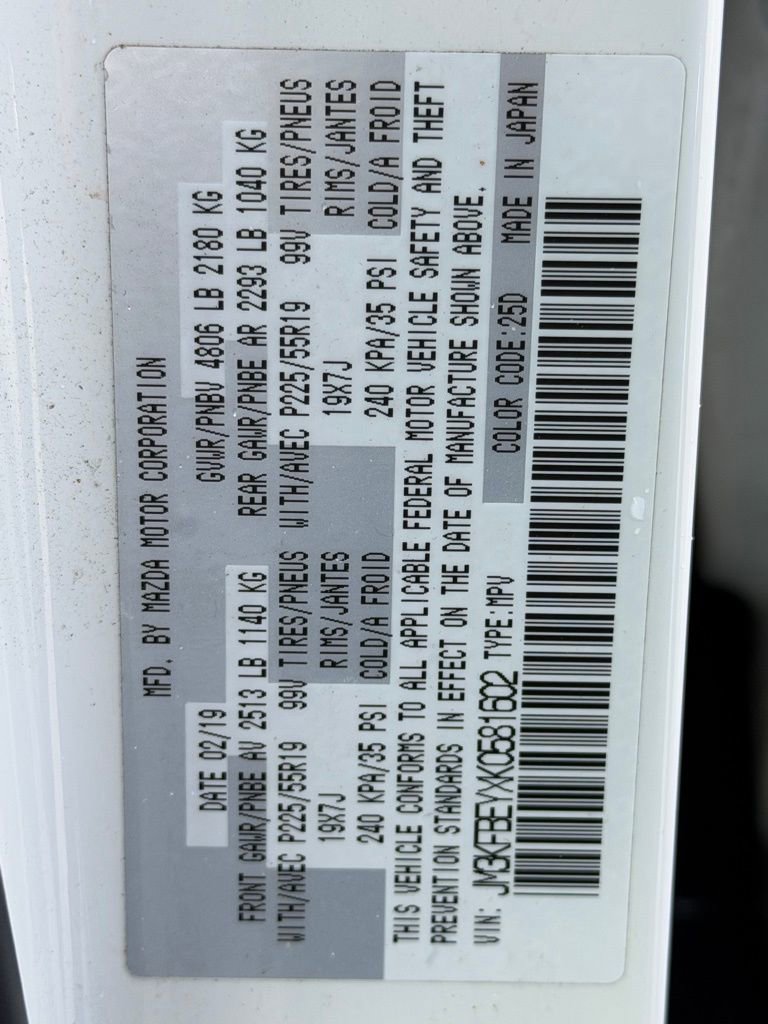 MFD. BY MAZDA MOTOR CORPORATION
DATE 02/19 GVWR/PNBV 4806 LB 2180 KG
FRONT GAWR/PNBE AV 2513 LB 1140 KG REAR GAWR/PNBE AR 2293 LB 1040 KG
WITH/AVEC P225/55R19 99V TIRES/PNEUS WITH/AVEC P225/55R19 99V TIRES/PNEUS
19X7J RIMS/JANTES 19X7J RIMS/JANTES
240 KPA/35 PSI COLD/A FROID 240 KPA/35 PSI COLD/A FROID
THIS VEHICLE CONFORMS TO ALL APPLICABLE FEDERAL MOTOR VEHICLE SAFETY AND THEFT
PREVENTION STANDARDS IN EFFECT ON THE DATE OF MANUFACTURE SHOWN ABOVE.
VIN: JM3KFBEYXK0581602 TYPE:MPV COLOR CODE:25D MADE IN JAPAN